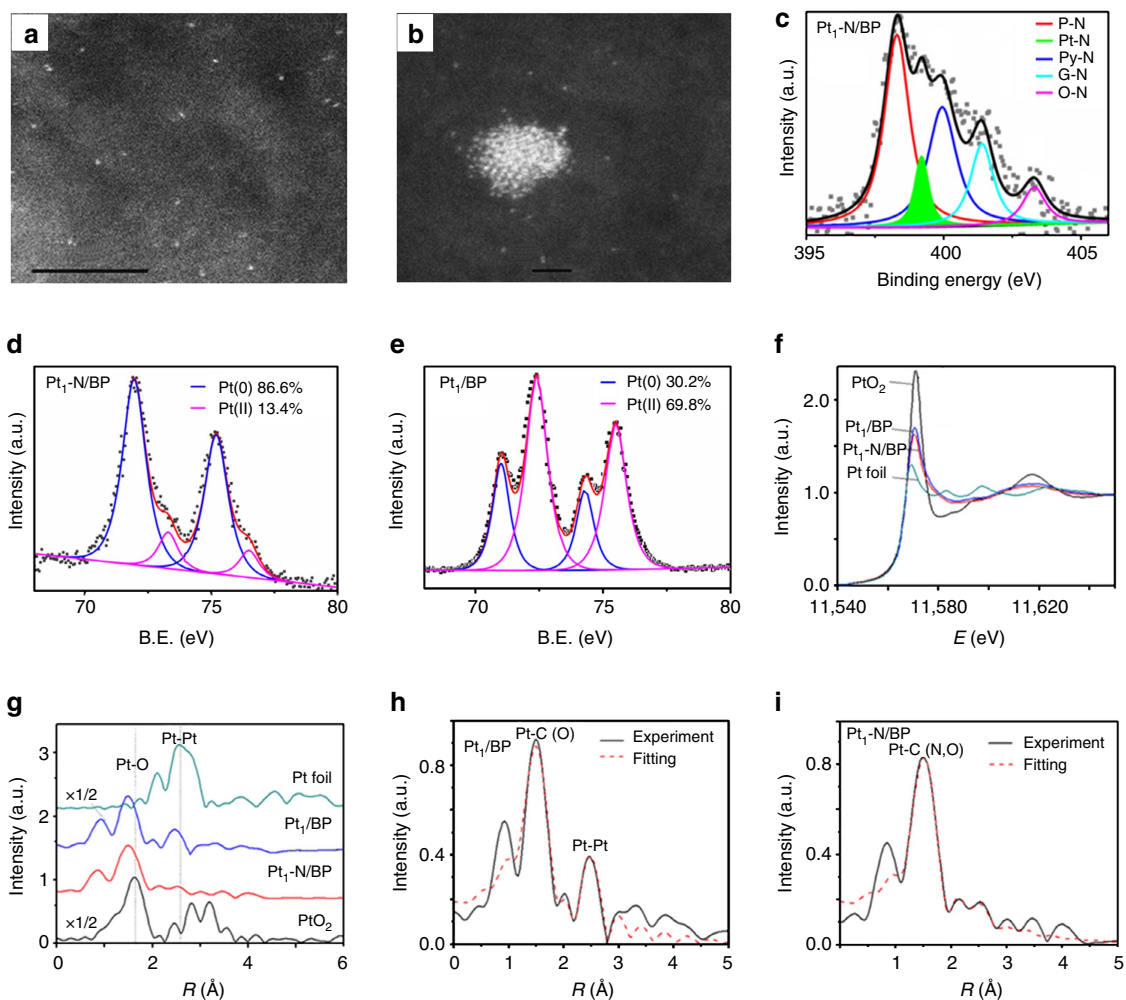 a
b
c
Pt₁-N/BP
P-N
Pt-N
Py-N
G-N
O-N
Intensity (a.u.)
395
400
405
Binding energy (eV)
d
Pt₁-N/BP
Pt(0) 86.6%
Pt(II) 13.4%
Intensity (a.u.)
70
75
80
B.E. (eV)
e
Pt₁/BP
Pt(0) 30.2%
Pt(II) 69.8%
Intensity (a.u.)
70
75
80
B.E. (eV)
f
PtO₂
Pt₁/BP
Pt₁-N/BP
Pt foil
Intensity (a.u.)
2.0
1.0
0.0
11,540
11,580
11,620
E (eV)
g
Pt-Pt
Pt-O
Pt foil
×1/2
Pt₁/BP
Pt₁-N/BP
×1/2
PtO₂
Intensity (a.u.)
3
2
1
0
0
2
4
6
R (Å)
h
Pt₁/BP
Pt-C (O)
Experiment
Fitting
Pt-Pt
Intensity (a.u.)
0.8
0.4
0.0
0
1
2
3
4
5
R (Å)
i
Pt₁-N/BP
Pt-C (N,O)
Experiment
Fitting
Intensity (a.u.)
0.8
0.4
0.0
1
2
3
4
5
R (Å)